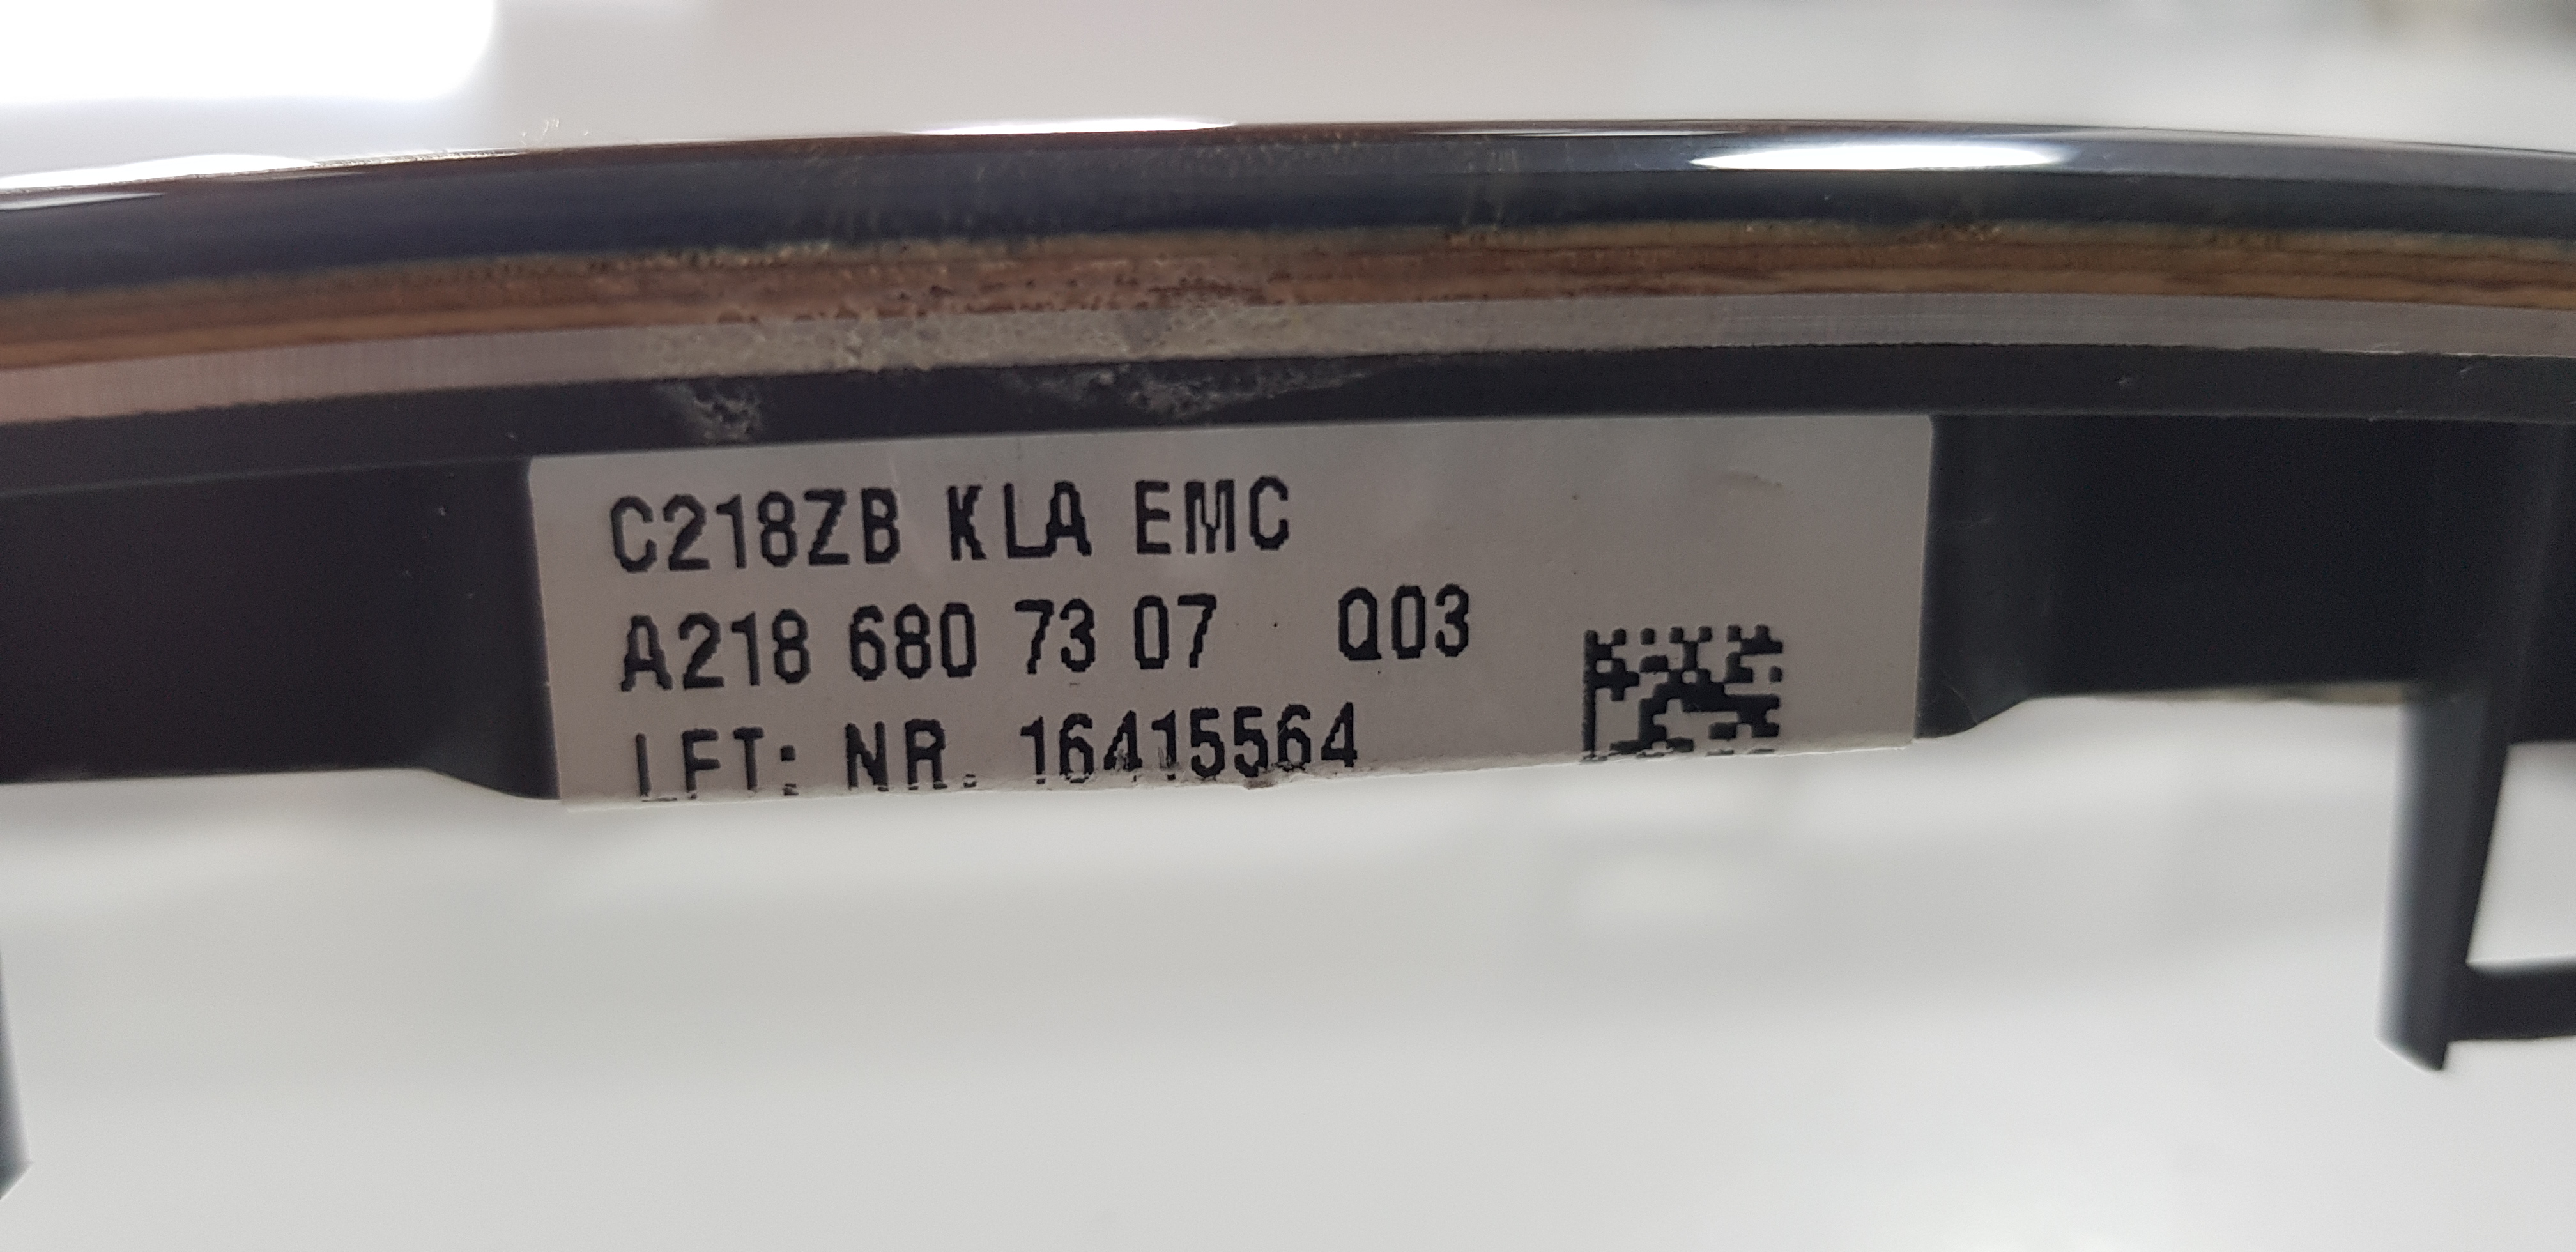 C218ZB KLA EMC
A218 680 73 07 Q03
LFT: NR. 16415564